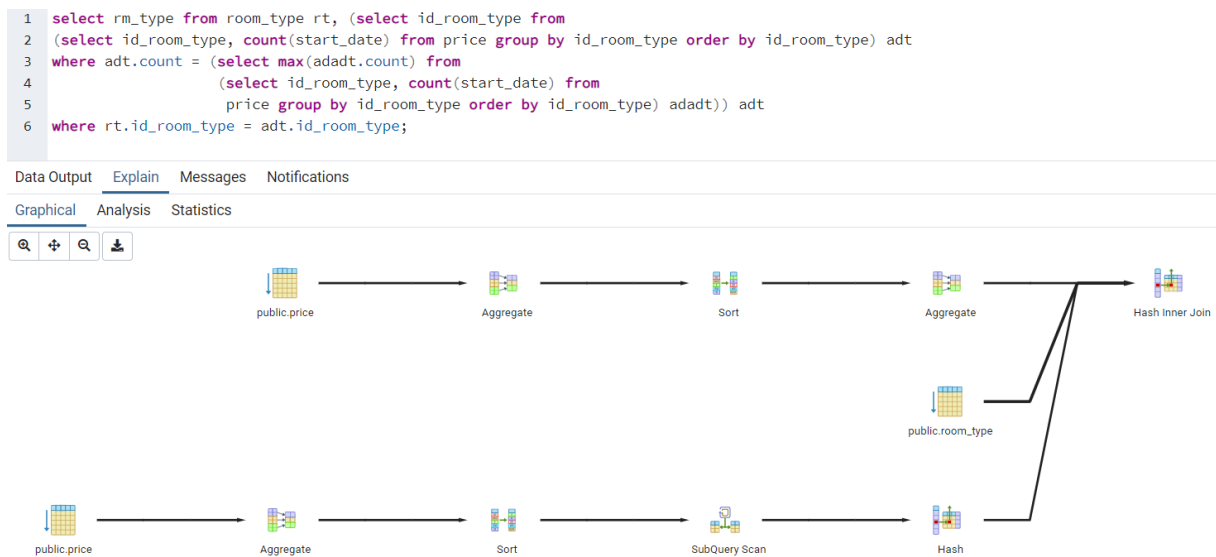 1 select rm_type from room_type rt, (select id_room_type from
2 (select id_room_type, count(start_date) from price group by id_room_type order by id_room_type) adt
3 where adt.count = (select max(adadt.count) from
4 (select id_room_type, count(start_date) from
5 price group by id_room_type order by id_room_type) adadt)) adt
6 where rt.id_room_type = adt.id_room_type;
Data Output Explain Messages Notifications
Graphical Analysis Statistics
public.price Aggregate Sort Aggregate Hash Inner Join
public.room_type
public.price Aggregate Sort SubQuery Scan Hash